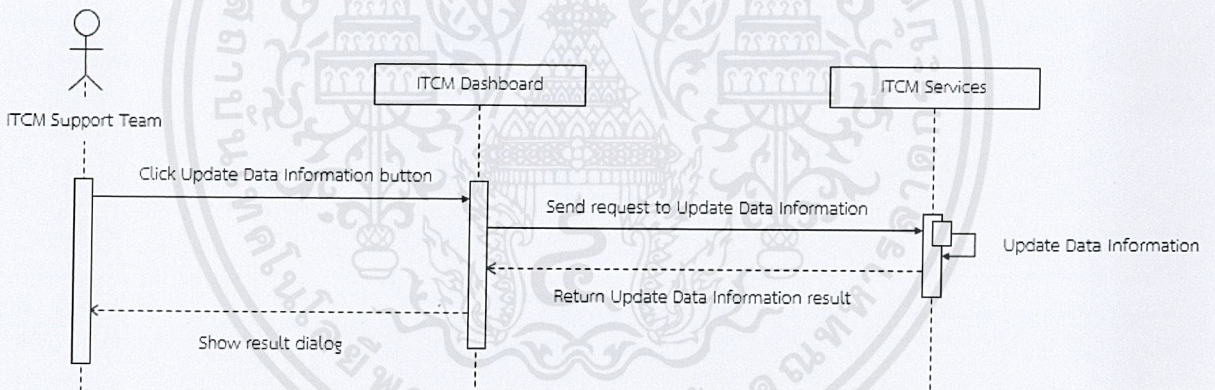 ITCM Dashboard
ITCM Services
ITCM Support Team
Click Update Data Information button
Send request to Update Data Information
Update Data Information
Return Update Data Information result
Show result dialog